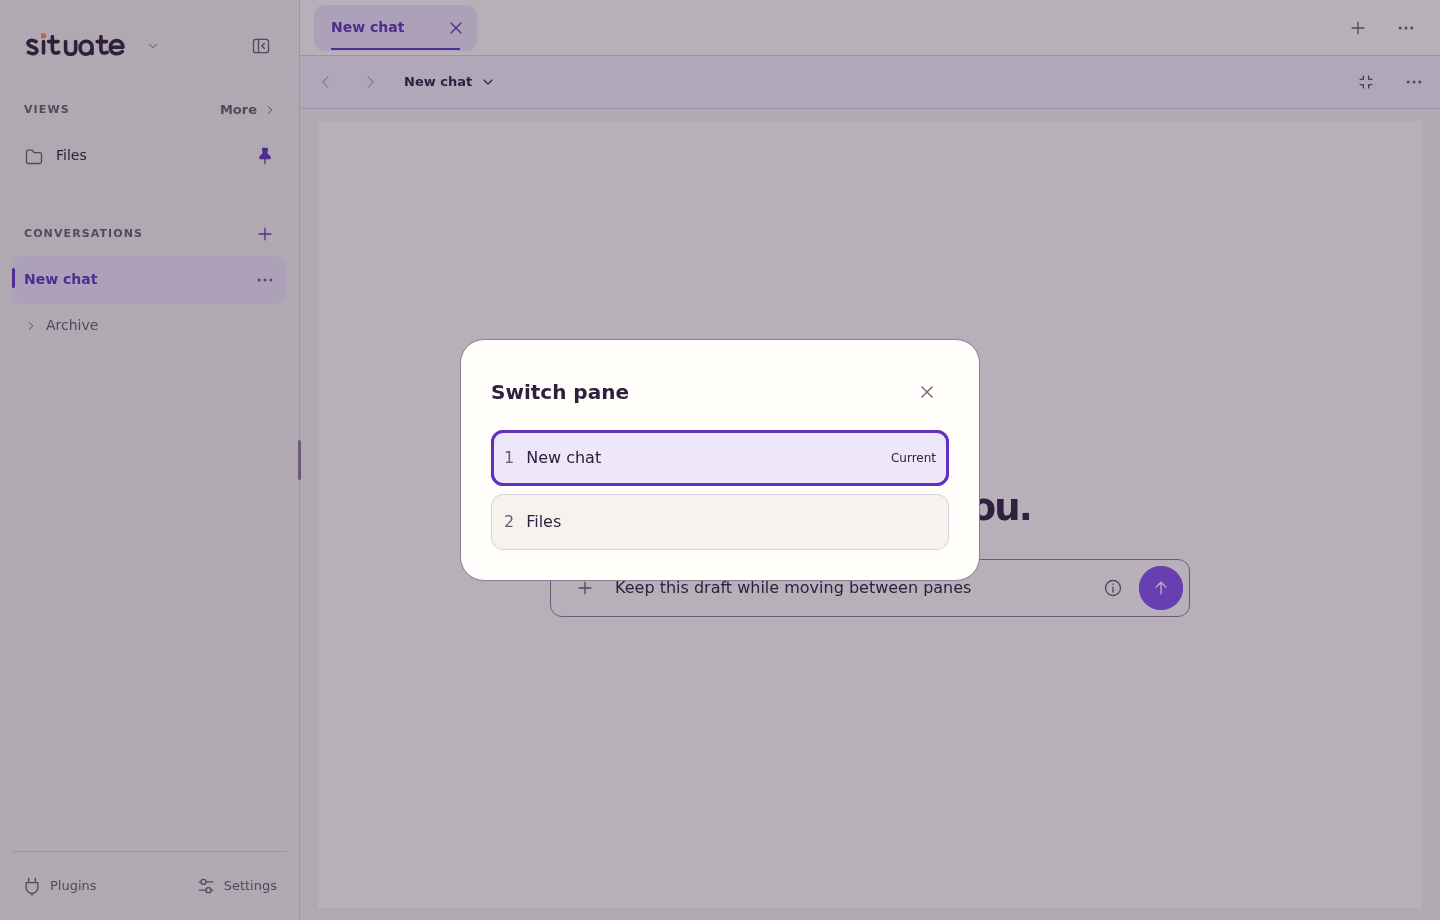 situate
New chat
New chat
VIEWS
More
Files
CONVERSATIONS
New chat
Archive
Switch pane
1 New chat Current
2 Files
ou.
Keep this draft while moving between panes
Plugins
Settings